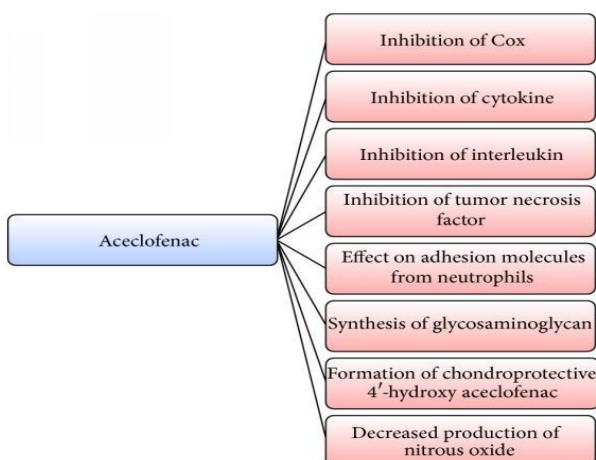 Inhibition of Cox
Inhibition of cytokine
Inhibition of interleukin
Inhibition of tumor necrosis
factor
Aceclofenac
Effect on adhesion molecules
from neutrophils
Synthesis of glycosaminoglycan
Formation of chondroprotective
4′-hydroxy aceclofenac
Decreased production of
nitrous oxide